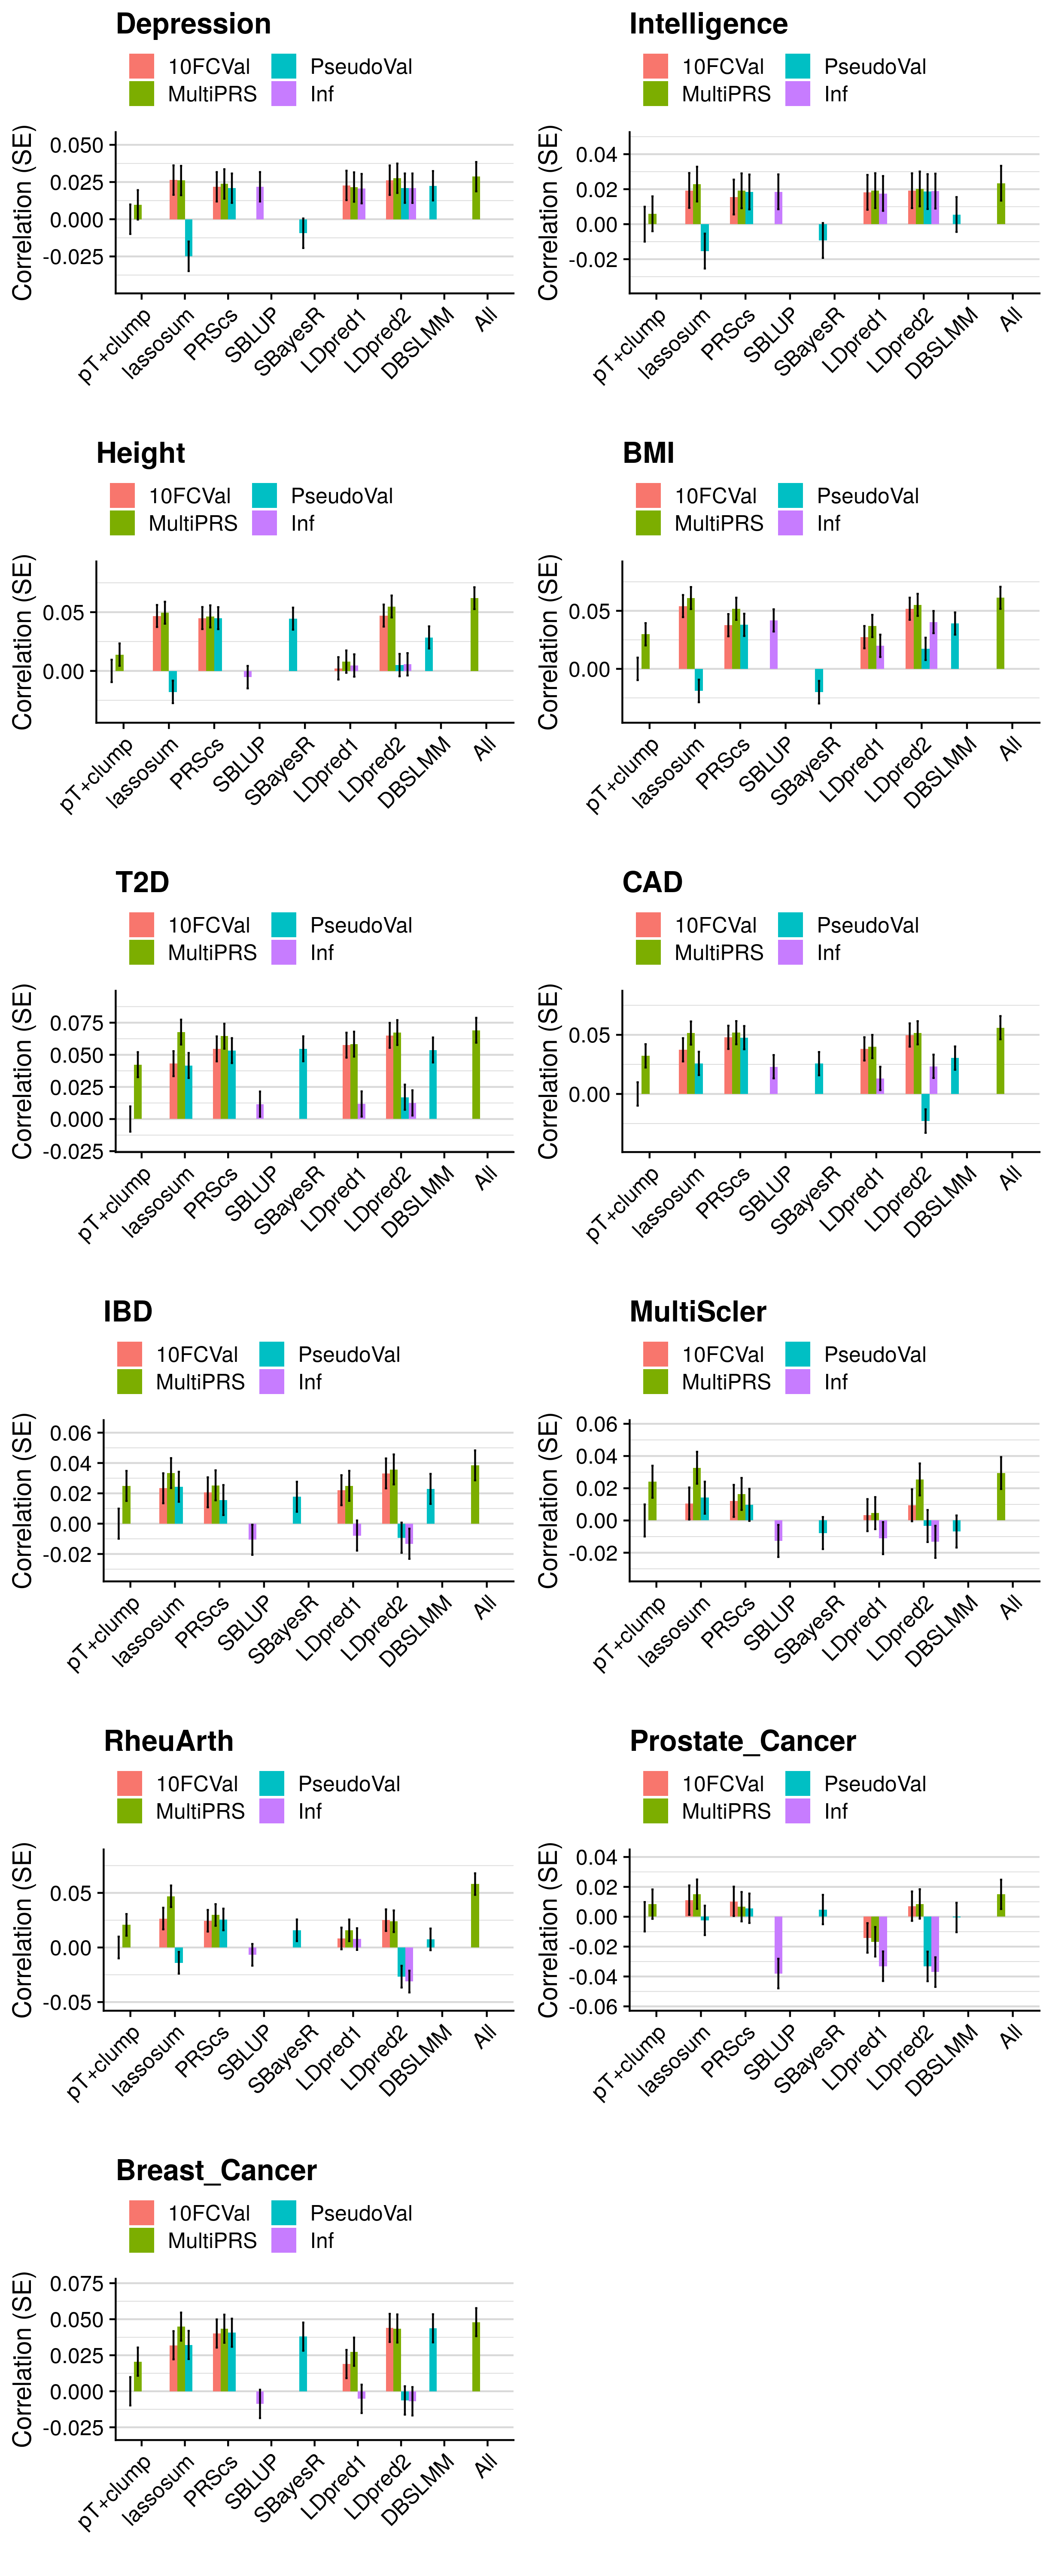 Depression
10FCVal PseudoVal
MultiPRS Inf
Correlation (SE)
0.050
0.025
0.000
-0.025
pT+clump lassosum PRScs SBLUP SBayesR LDpred1 LDpred2 DBSLMM All
Intelligence
10FCVal PseudoVal
MultiPRS Inf
Correlation (SE)
0.04
0.02
0.00
-0.02
pT+clump lassosum PRScs SBLUP SBayesR LDpred1 LDpred2 DBSLMM All
Height
10FCVal PseudoVal
MultiPRS Inf
Correlation (SE)
0.05
0.00
pT+clump lassosum PRScs SBLUP SBayesR LDpred1 LDpred2 DBSLMM All
BMI
10FCVal PseudoVal
MultiPRS Inf
Correlation (SE)
0.05
0.00
pT+clump lassosum PRScs SBLUP SBayesR LDpred1 LDpred2 DBSLMM All
T2D
10FCVal PseudoVal
MultiPRS Inf
Correlation (SE)
0.075
0.050
0.025
0.000
-0.025
pT+clump lassosum PRScs SBLUP SBayesR LDpred1 LDpred2 DBSLMM All
CAD
10FCVal PseudoVal
MultiPRS Inf
Correlation (SE)
0.05
0.00
pT+clump lassosum PRScs SBLUP SBayesR LDpred1 LDpred2 DBSLMM All
IBD
10FCVal PseudoVal
MultiPRS Inf
Correlation (SE)
0.06
0.04
0.02
0.00
-0.02
pT+clump lassosum PRScs SBLUP SBayesR LDpred1 LDpred2 DBSLMM All
MultiScler
10FCVal PseudoVal
MultiPRS Inf
Correlation (SE)
0.06
0.04
0.02
0.00
-0.02
pT+clump lassosum PRScs SBLUP SBayesR LDpred1 LDpred2 DBSLMM All
RheuArth
10FCVal PseudoVal
MultiPRS Inf
Correlation (SE)
0.05
0.00
-0.05
pT+clump lassosum PRScs SBLUP SBayesR LDpred1 LDpred2 DBSLMM All
Prostate_Cancer
10FCVal PseudoVal
MultiPRS Inf
Correlation (SE)
0.04
0.02
0.00
-0.02
-0.04
-0.06
pT+clump lassosum PRScs SBLUP SBayesR LDpred1 LDpred2 DBSLMM All
Breast_Cancer
10FCVal PseudoVal
MultiPRS Inf
Correlation (SE)
0.075
0.050
0.025
0.000
-0.025
pT+clump lassosum PRScs SBLUP SBayesR LDpred1 LDpred2 DBSLMM All